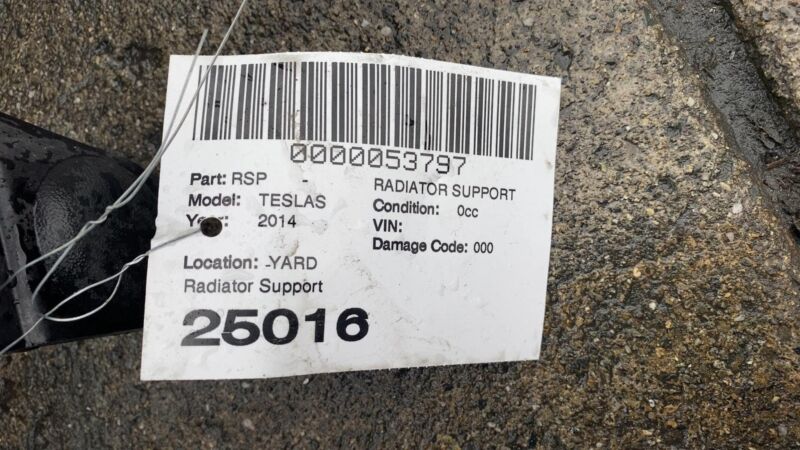 0000053797
Part: RSP - RADIATOR SUPPORT
Model: TESLAS Condition: 0cc
Year: 2014 VIN:
Damage Code: 000
Location: -YARD
Radiator Support
25016